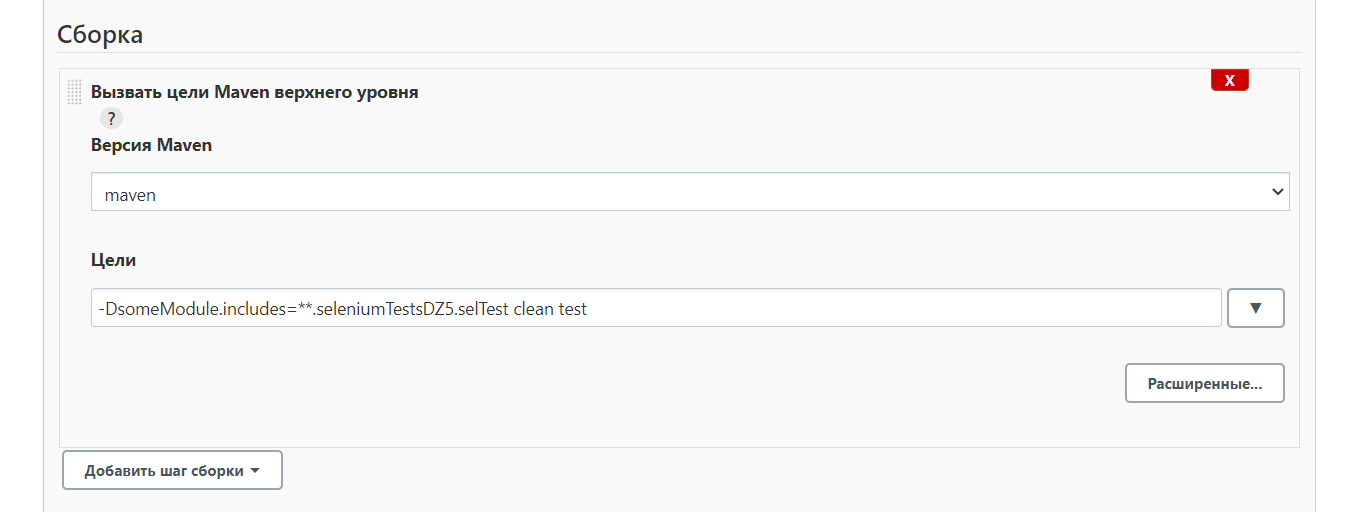 Сборка
Вызвать цели Maven верхнего уровня
X
?
Версия Maven
maven
Цели
-DsomeModule.includes=**.seleniumTestsDZ5.selTest clean test
▼
Расширенные...
Добавить шаг сборки